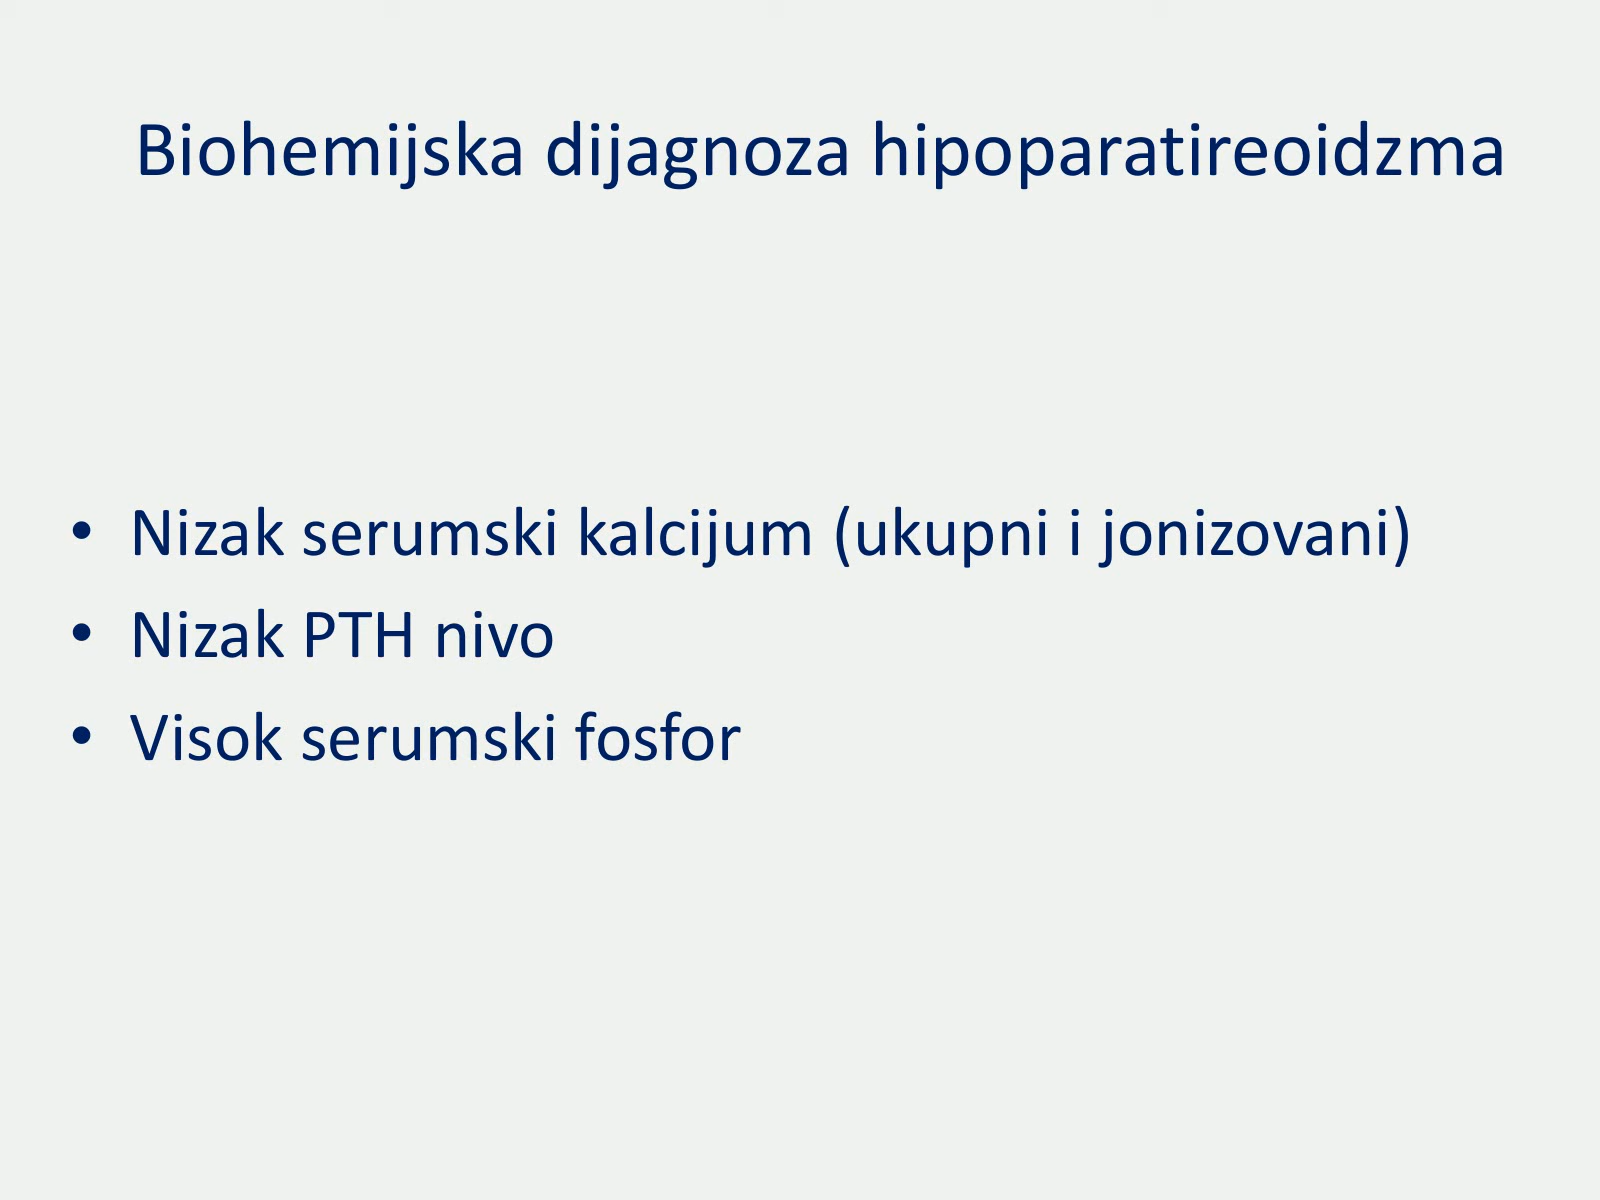 Biohemijska dijagnoza hipoparatireoidzma
• Nizak serumski kalcijum (ukupni i jonizovani)
• Nizak PTH nivo
• Visok serumski fosfor